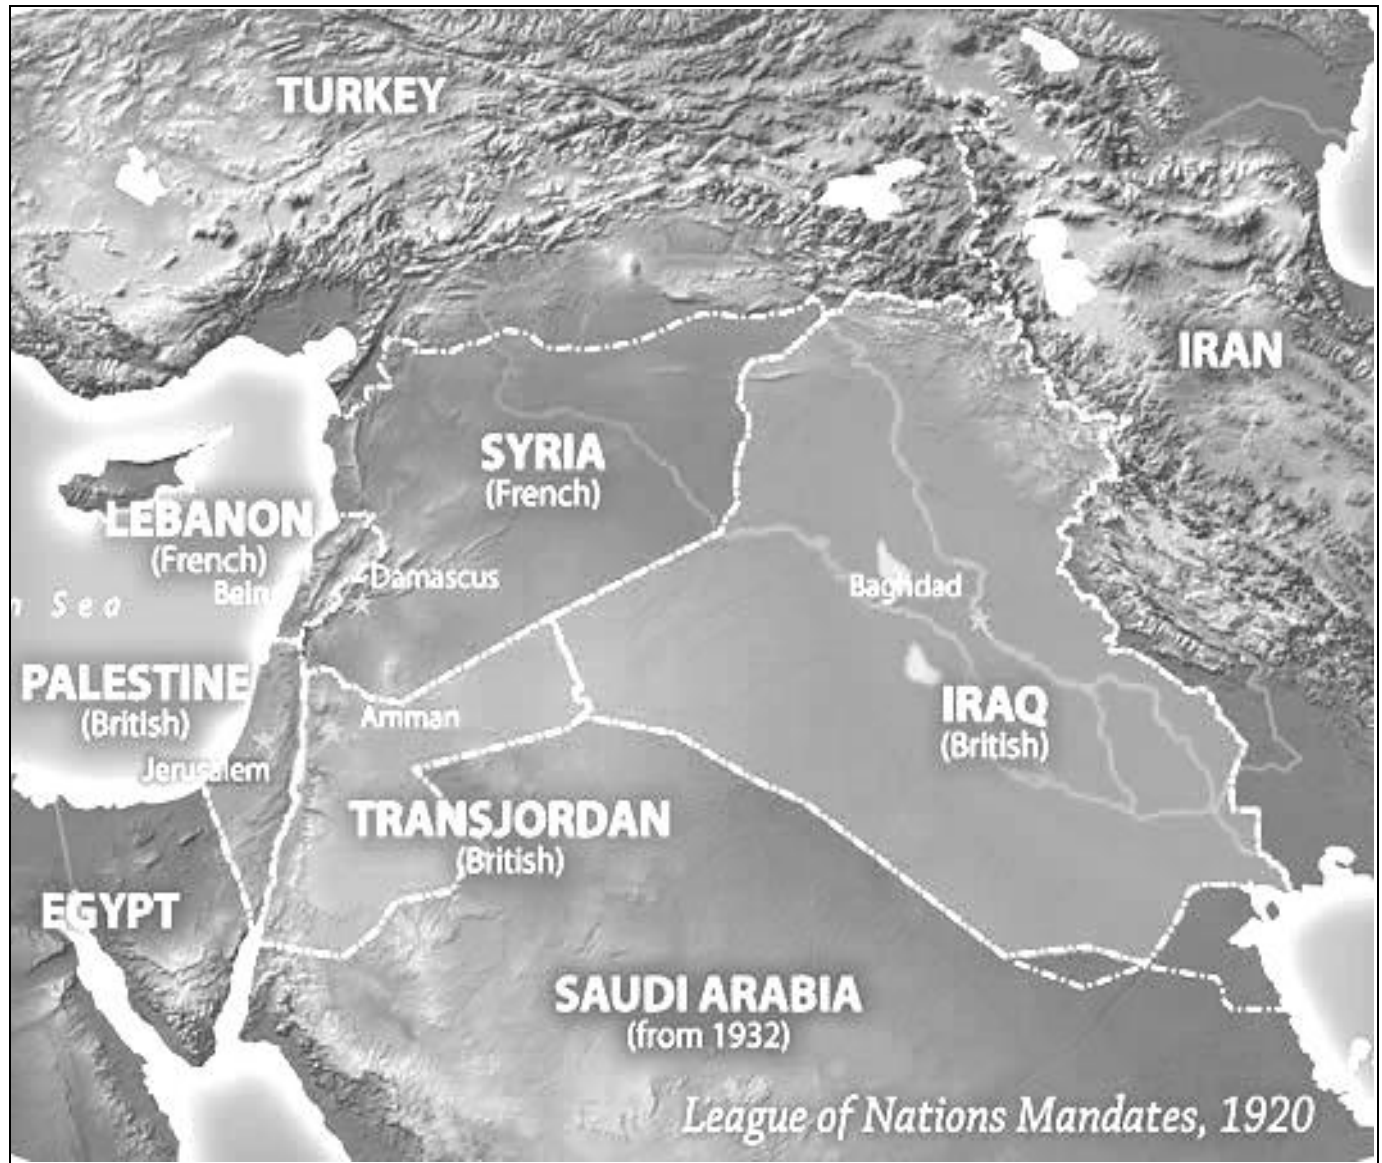 TURKEY
IRAN
SYRIA
(French)
LEBANON
(French)
Damascus
Baghdad
n Sea
PALESTINE
(British)
Amman
IRAQ
(British)
Jerusalem
TRANSJORDAN
(British)
EGYPT
SAUDI ARABIA
(from 1932)
League of Nations Mandates, 1920